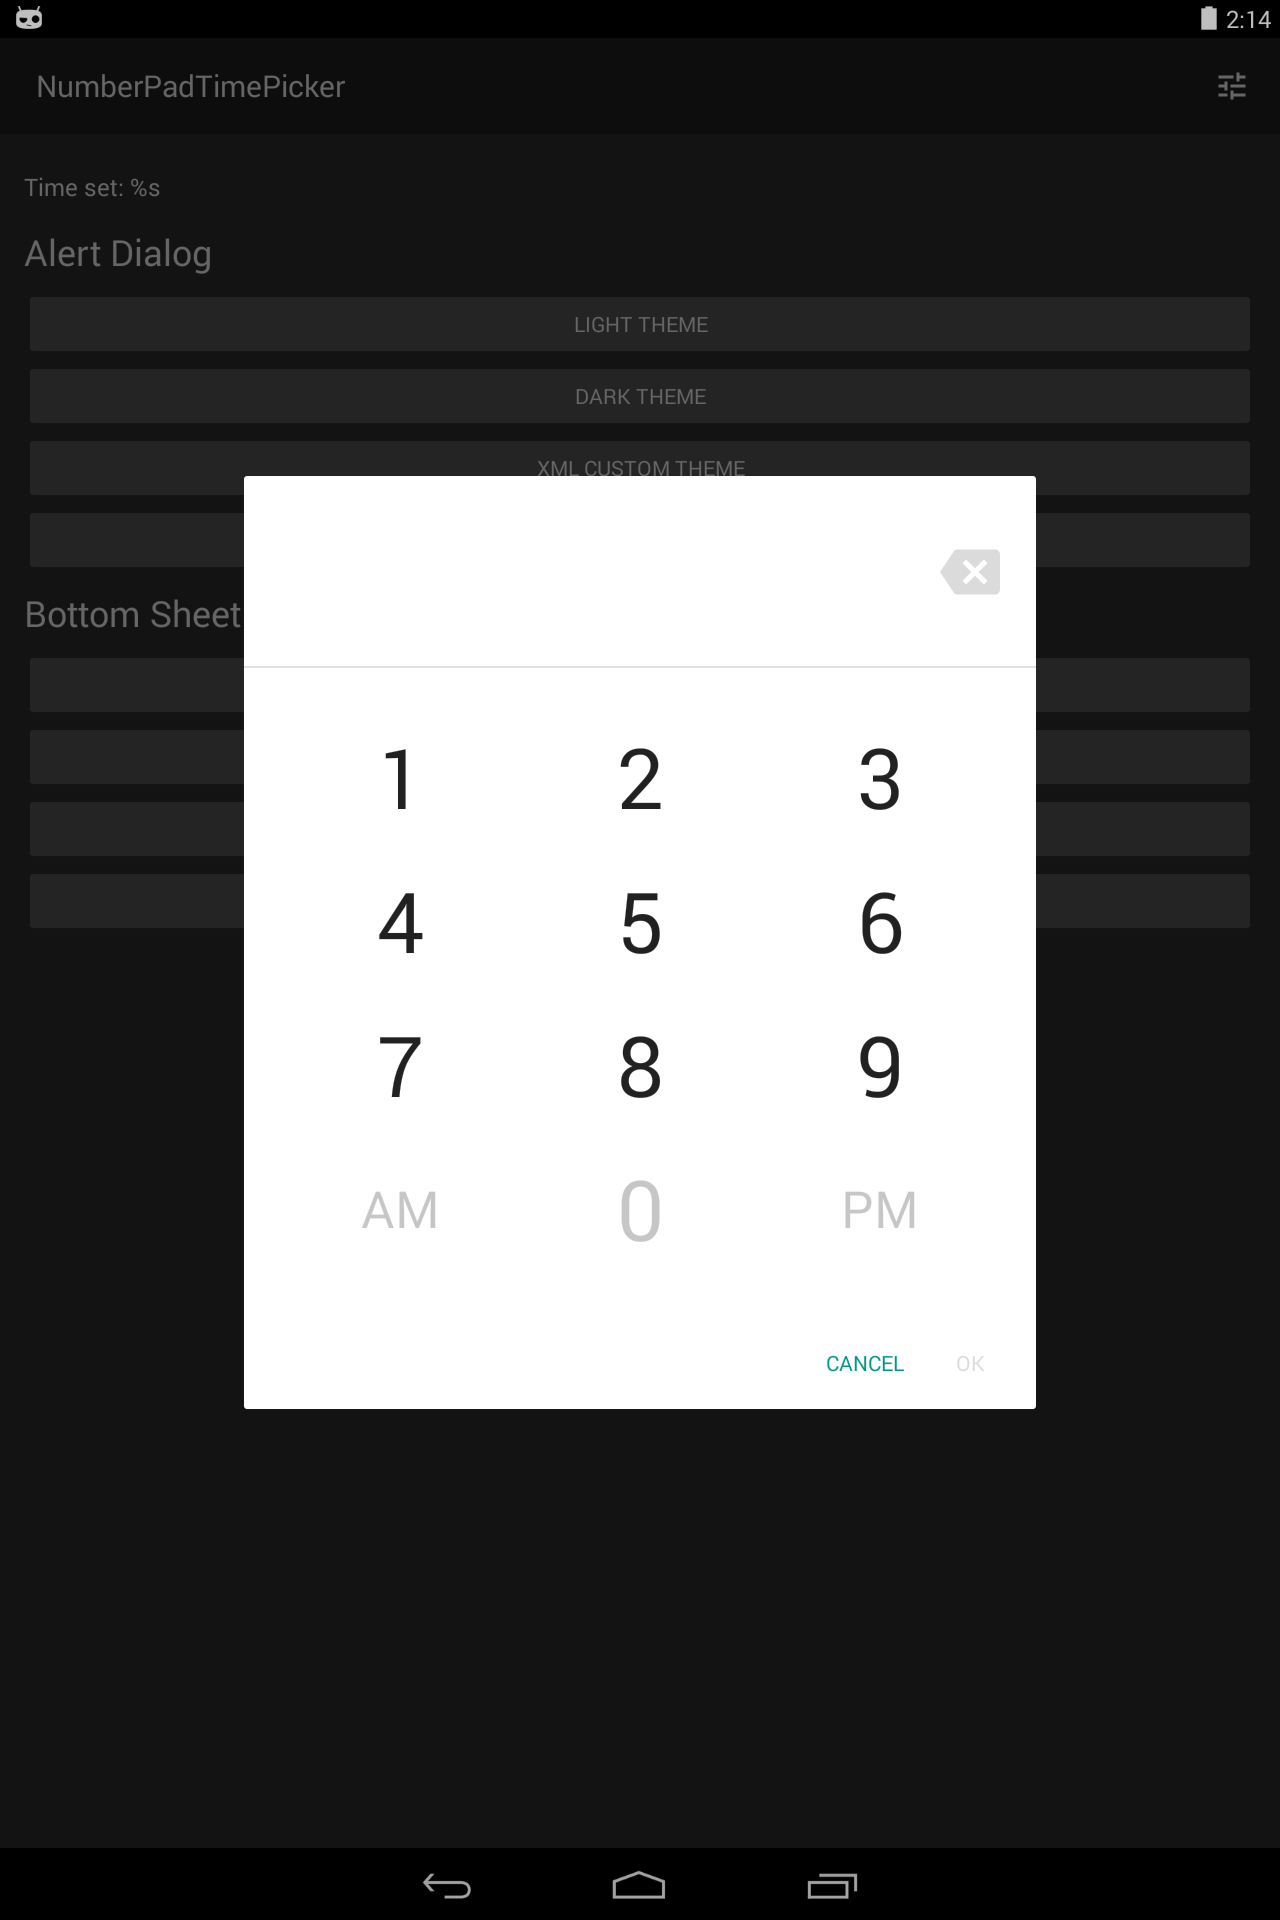 2:14
NumberPadTimePicker
Time set: %s
Alert Dialog
LIGHT THEME
DARK THEME
XML CUSTOM THEME
Bottom Sheet
1 2 3
4 5 6
7 8 9
AM 0 PM
CANCEL OK